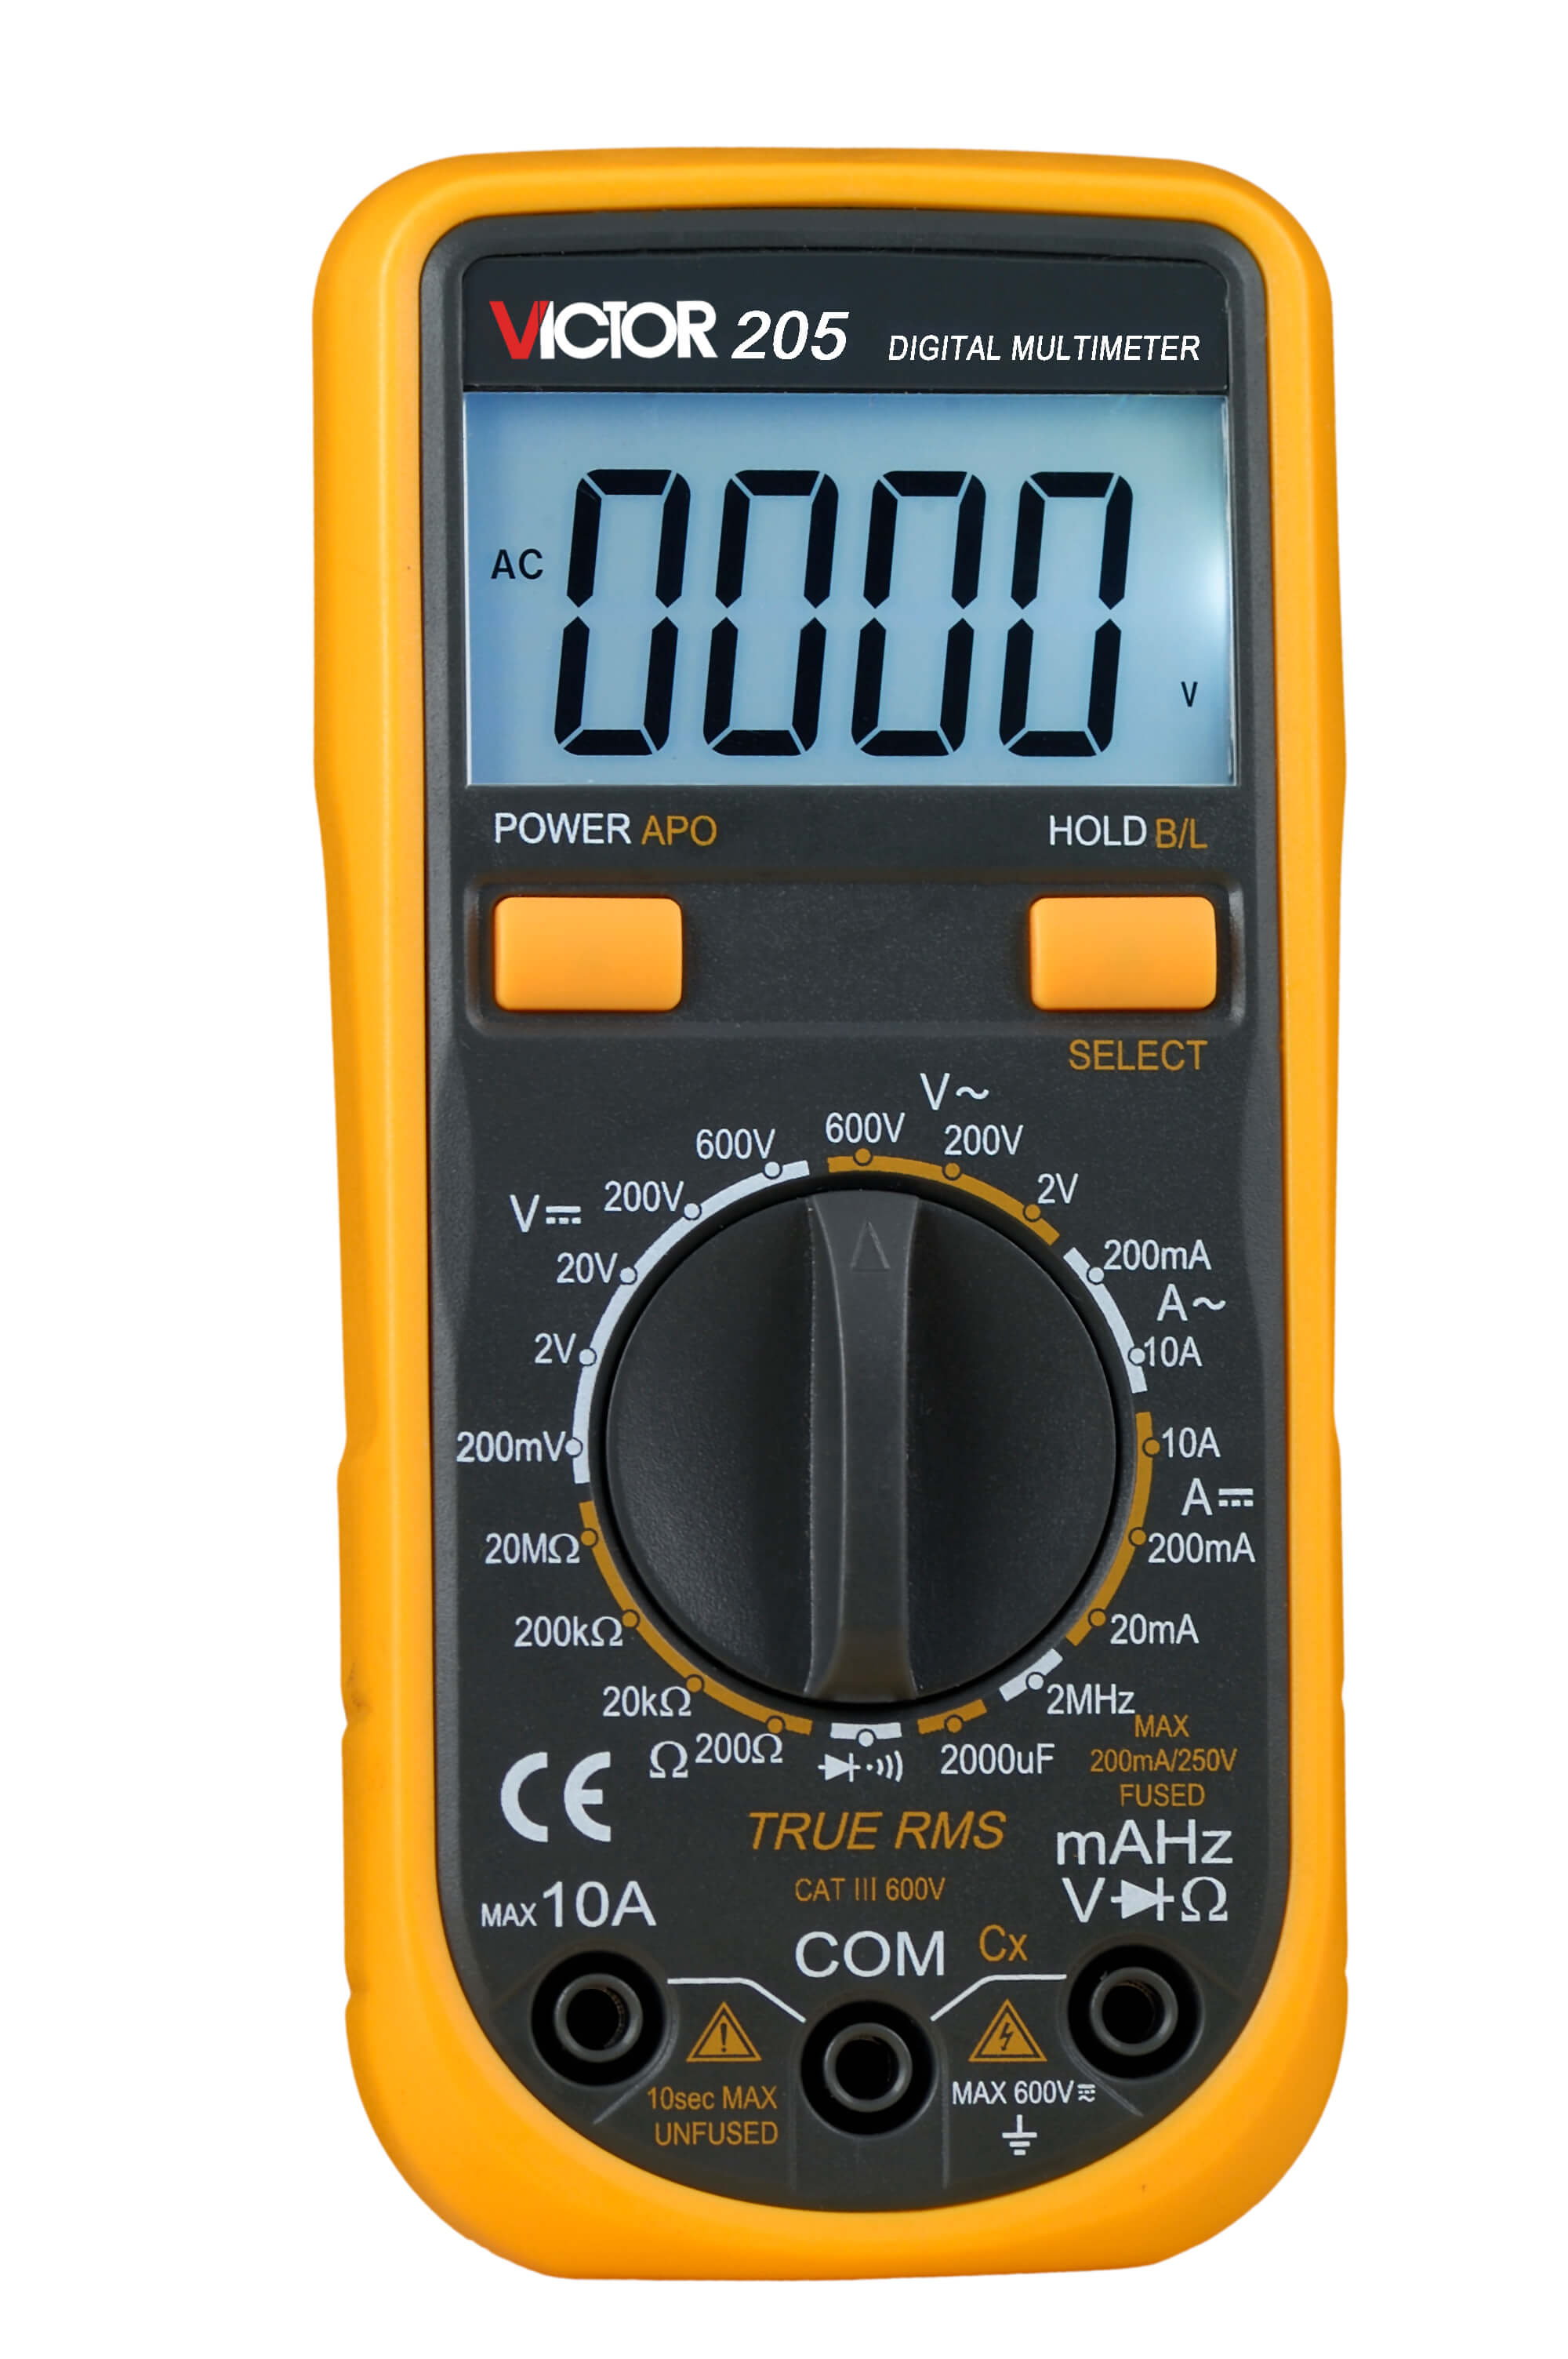 VICTOR 205 DIGITAL MULTIMETER
AC 0000 V
POWER APO
HOLD B/L
SELECT
V~
600V
200V
2V
200mA
A~
10A
10A
A⎓
200mA
20mA
2MHz
2000uF
200Ω
Ω
20kΩ
200kΩ
20MΩ
200mV
2V
20V
200V
600V
V⎓
MAX
200mA/250V
FUSED
CE
TRUE RMS
CAT III 600V
mAHz
VΩ
MAX 10A
COM
Cx
10sec MAX
UNFUSED
MAX 600V⎓~